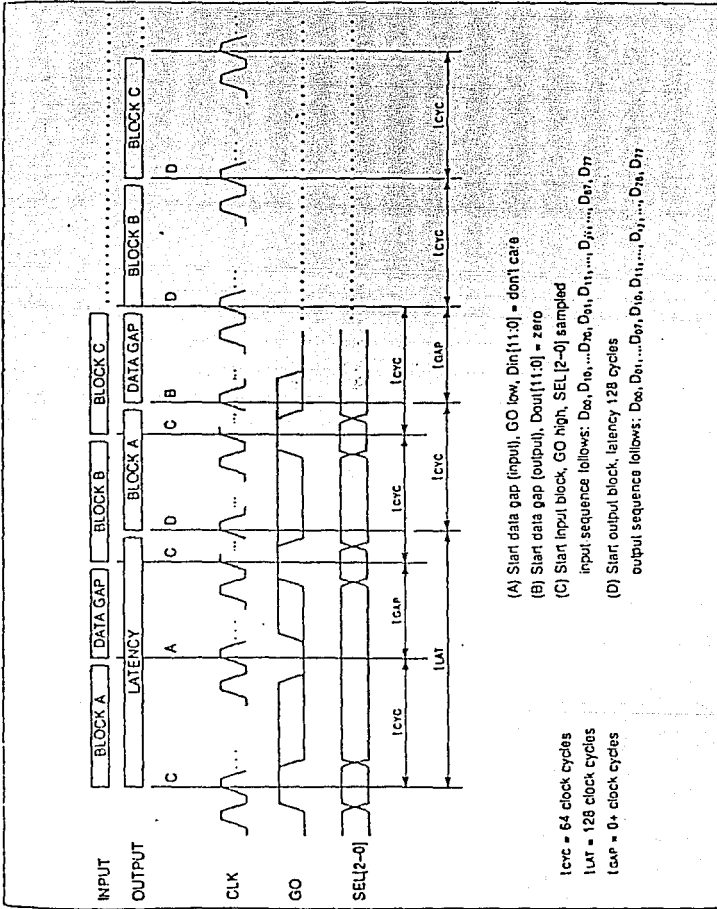 INPUT BLOCK A DATA GAP BLOCK B BLOCK C
OUTPUT LATENCY BLOCK A DATA GAP BLOCK B BLOCK C
C A C D C B D D
CLK
GO
SEL[2-0]
tCYC tGAP tCYC tCYC tCYC tCYC
tLAT tCYC tGAP
tCYC = 64 clock cycles
tLAT = 128 clock cycles
tGAP = 0+ clock cycles
(A) Start data gap (input), GO low, Din[11:0] = don't care
(B) Start data gap (output), Dout[11:0] = zero
(C) Start input block, GO high, SEL[2-0] sampled
input sequence follows: D00, D10, ...D70, D01, D11,..., Dji,..., D67, D77
(D) Start output block, latency 128 cycles
output sequence follows: D00, D01, ...D07, D10, D11,..., Dij,..., D76, D77